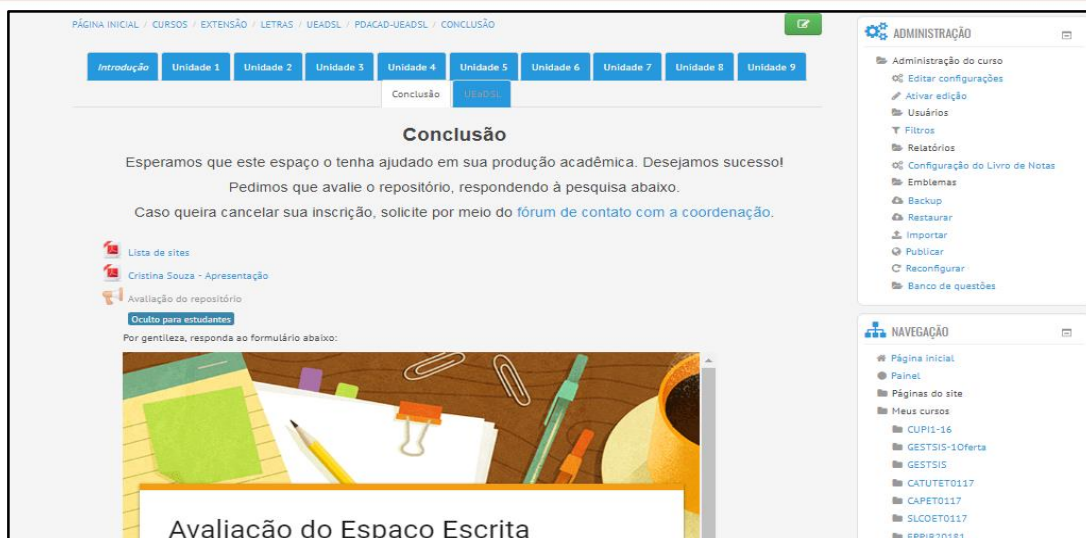 PÁGINA INICIAL / CURSOS / EXTENSÃO / LETRAS / UEADSL / PDACAD-UEADSL / CONCLUSÃO
Introdução Unidade 1 Unidade 2 Unidade 3 Unidade 4 Unidade 5 Unidade 6 Unidade 7 Unidade 8 Unidade 9
Conclusão UEaDSL
Conclusão
Esperamos que este espaço o tenha ajudado em sua produção acadêmica. Desejamos sucesso!
Pedimos que avalie o repositório, respondendo à pesquisa abaixo.
Caso queira cancelar sua inscrição, solicite por meio do fórum de contato com a coordenação.
Lista de sites
Cristina Souza - Apresentação
Avaliação do repositório
Oculto para estudantes
Por gentileza, responda ao formulário abaixo:
Avaliação do Espaço Escrita
ADMINISTRAÇÃO
Administração do curso
Editar configurações
Ativar edição
Usuários
Filtros
Relatórios
Configuração do Livro de Notas
Emblemas
Backup
Restaurar
Importar
Publicar
Reconfigurar
Banco de questões
NAVEGAÇÃO
Página inicial
Painel
Páginas do site
Meus cursos
CUPI1-16
GESTSIS-1Oferta
GESTSIS
CATUTET0117
CAPET0117
SLCOET0117